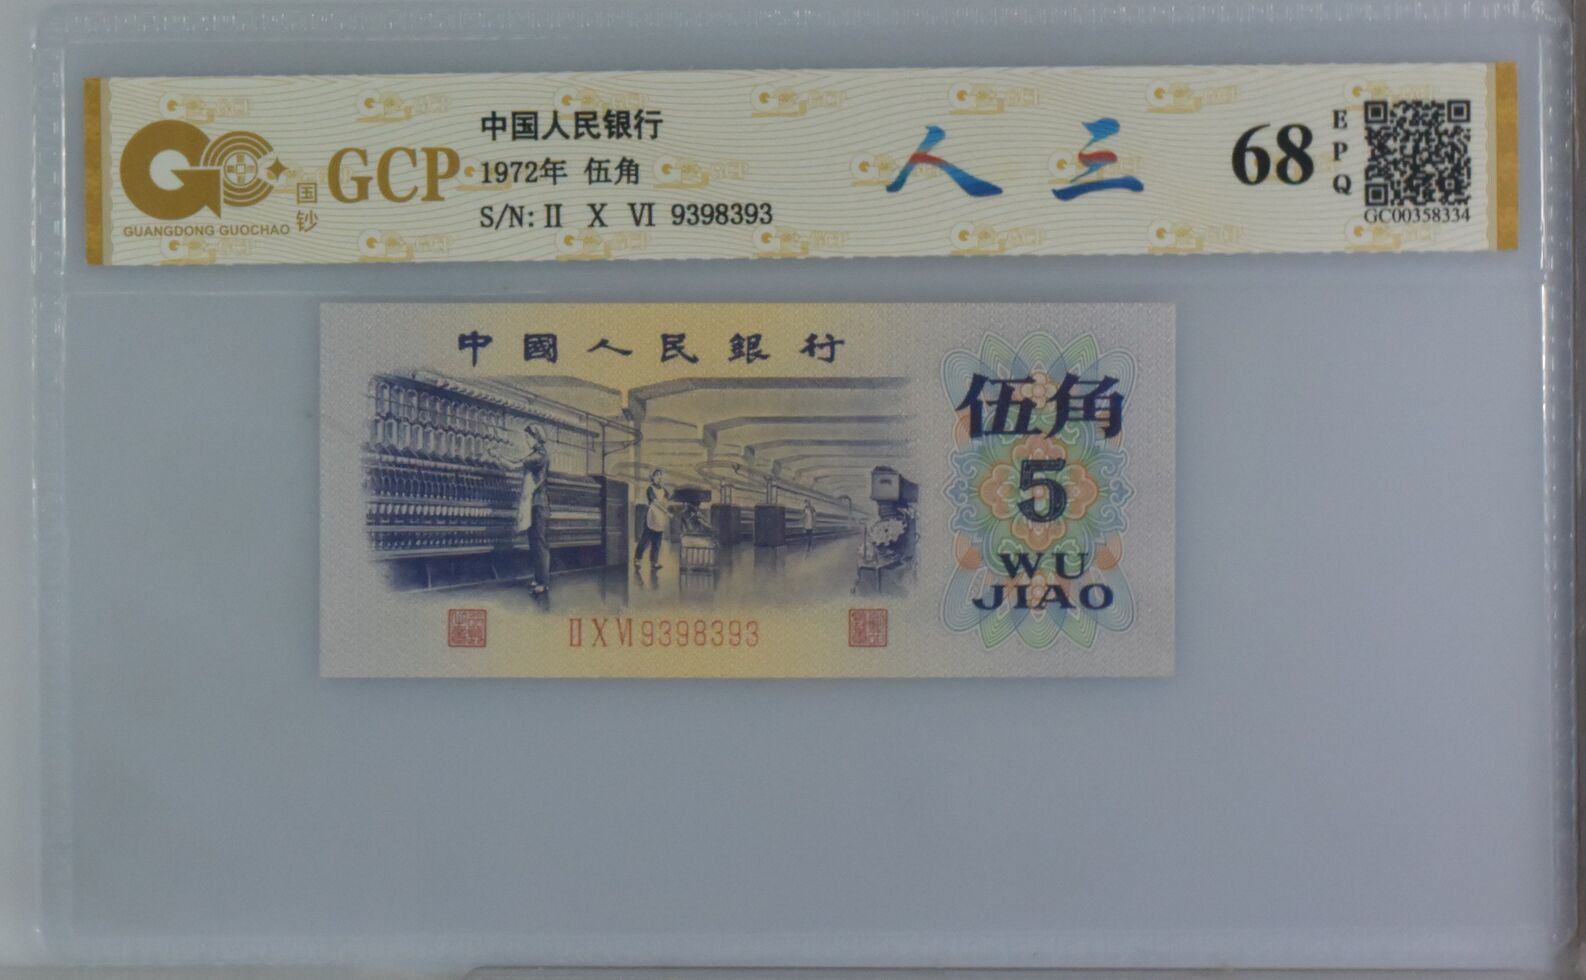 GUANGDONG GUOCHAO
国钞
GCP
中国人民银行
1972年 伍角
S/N: II X VI 9398393
人 三
68
EPQ
GC00358334
中國人民銀行
伍角
5
WU
JIAO
II X VI 9398393